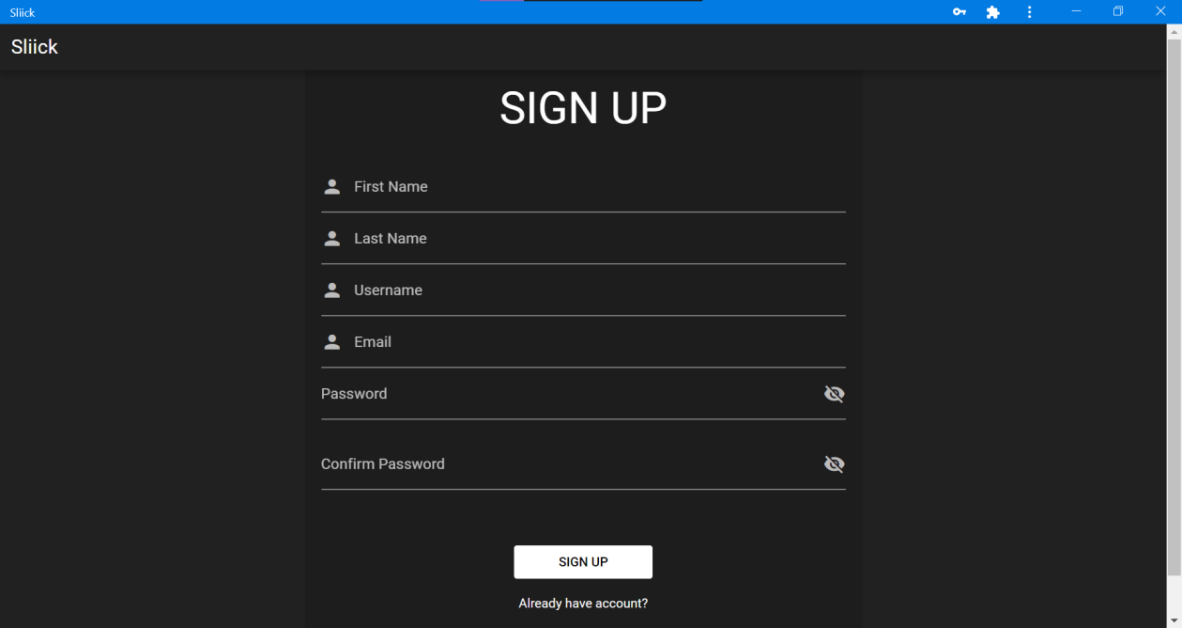 Sliick
Sliick
SIGN UP
First Name
Last Name
Username
Email
Password
Confirm Password
SIGN UP
Already have account?